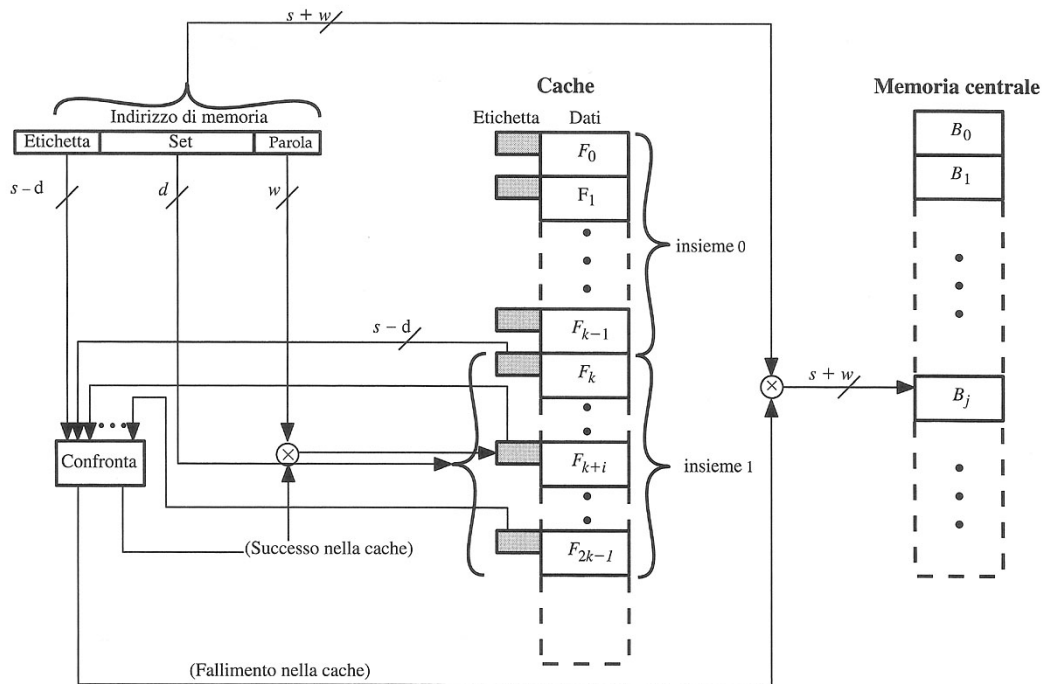 s + w
Cache
Memoria centrale
Indirizzo di memoria
Etichetta Dati
Etichetta Set Parola
F0
B0
B1
s – d d w
F1
insieme 0
s – d
Fk–1
Fk
s + w
Bj
Confronta
Fk+i
insieme 1
(Successo nella cache)
F2k–1
(Fallimento nella cache)